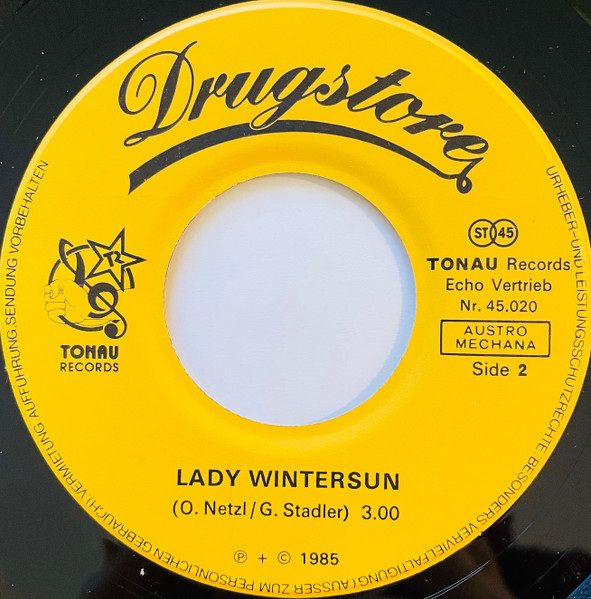 Drugstore
ST 45
TONAU Records
Echo Vertrieb
Nr. 45.020
AUSTRO
MECHANA
Side 2
R
TONAU
RECORDS
LADY WINTERSUN
(O. Netzl/G. Stadler) 3.00
℗ + © 1985
URHEBER-UND LEISTUNGSSCHUTZRECHTE, BESONDERS VERVIELFÄLTIGUNG (AUSSER ZUM PERSÖNLICHEN GEBRAUCH) VERMIETUNG AUFFÜHRUNG, SENDUNG VORBEHALTEN